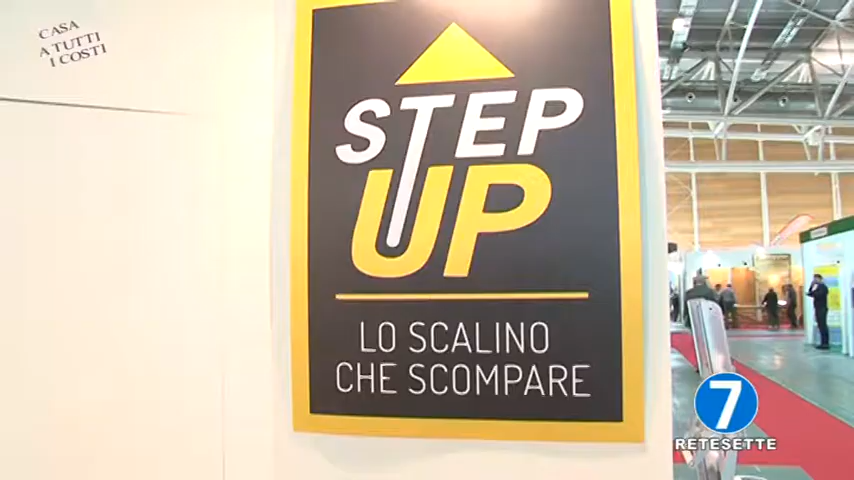 CASA
A TUTTI
I COSTI
STEP
UP
LO SCALINO
CHE SCOMPARE
7
RETESETTE